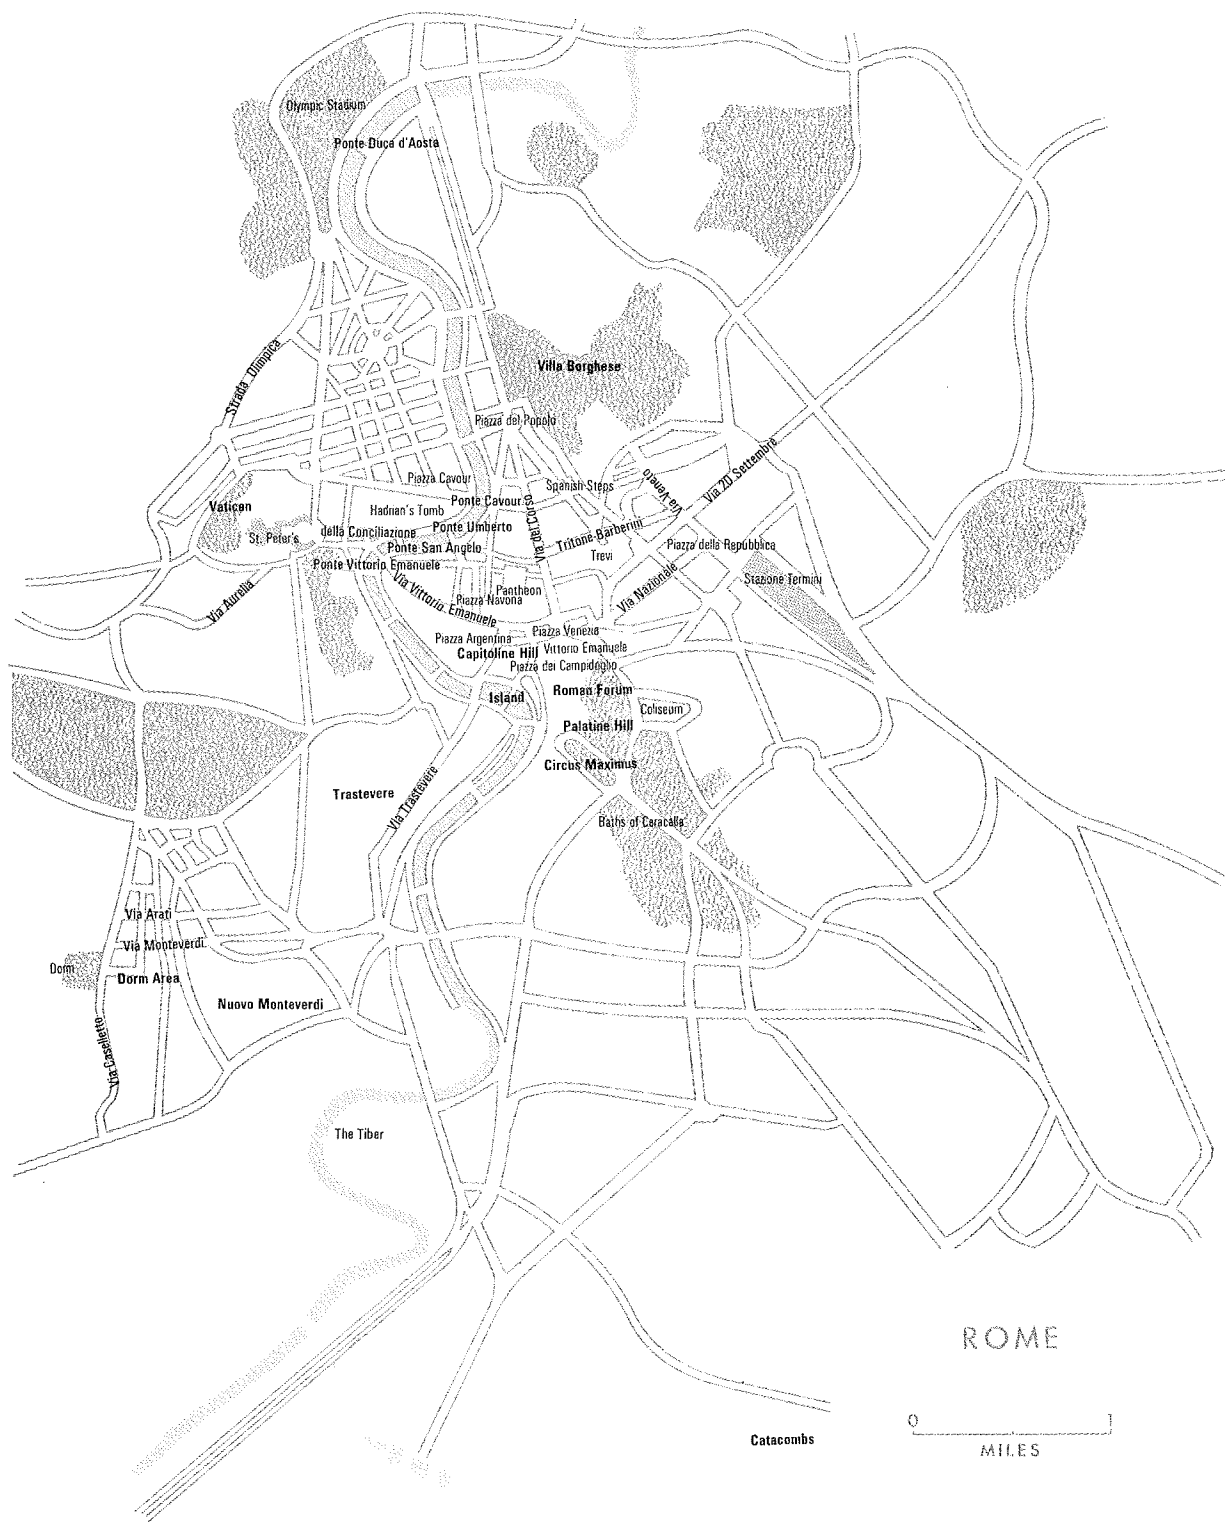 Olympic Stadium
Ponte Duca d'Aosta
Strada Olimpica
Villa Borghese
Piazza del Popolo
Piazza Cavour
Spanish Steps
Via Veneto
Via 20 Settembre
Vatican
Hadrian's Tomb
Ponte Cavour
Via del Corso
St. Peter's
della Conciliazione
Ponte Umberto
Tritone Barberini
Ponte San Angelo
Trevi
Piazza della Repubblica
Ponte Vittorio Emanuele
Via Aurelia
Via Vittorio Emanuele
Pantheon
Piazza Navona
Via Nazionale
Stazione Termini
Piazza Argentina
Piazza Venezia
Capitoline Hill
Vittorio Emanuele
Piazza dei Campidoglio
Island
Roman Forum
Coliseum
Palatine Hill
Circus Maximus
Trastevere
Via Trastevere
Baths of Caracalla
Via Arati
Via Monteverdi
Dorm
Dorm Area
Nuovo Monteverdi
Via Caselletto
The Tiber
ROME
0 1
MILES
Catacombs